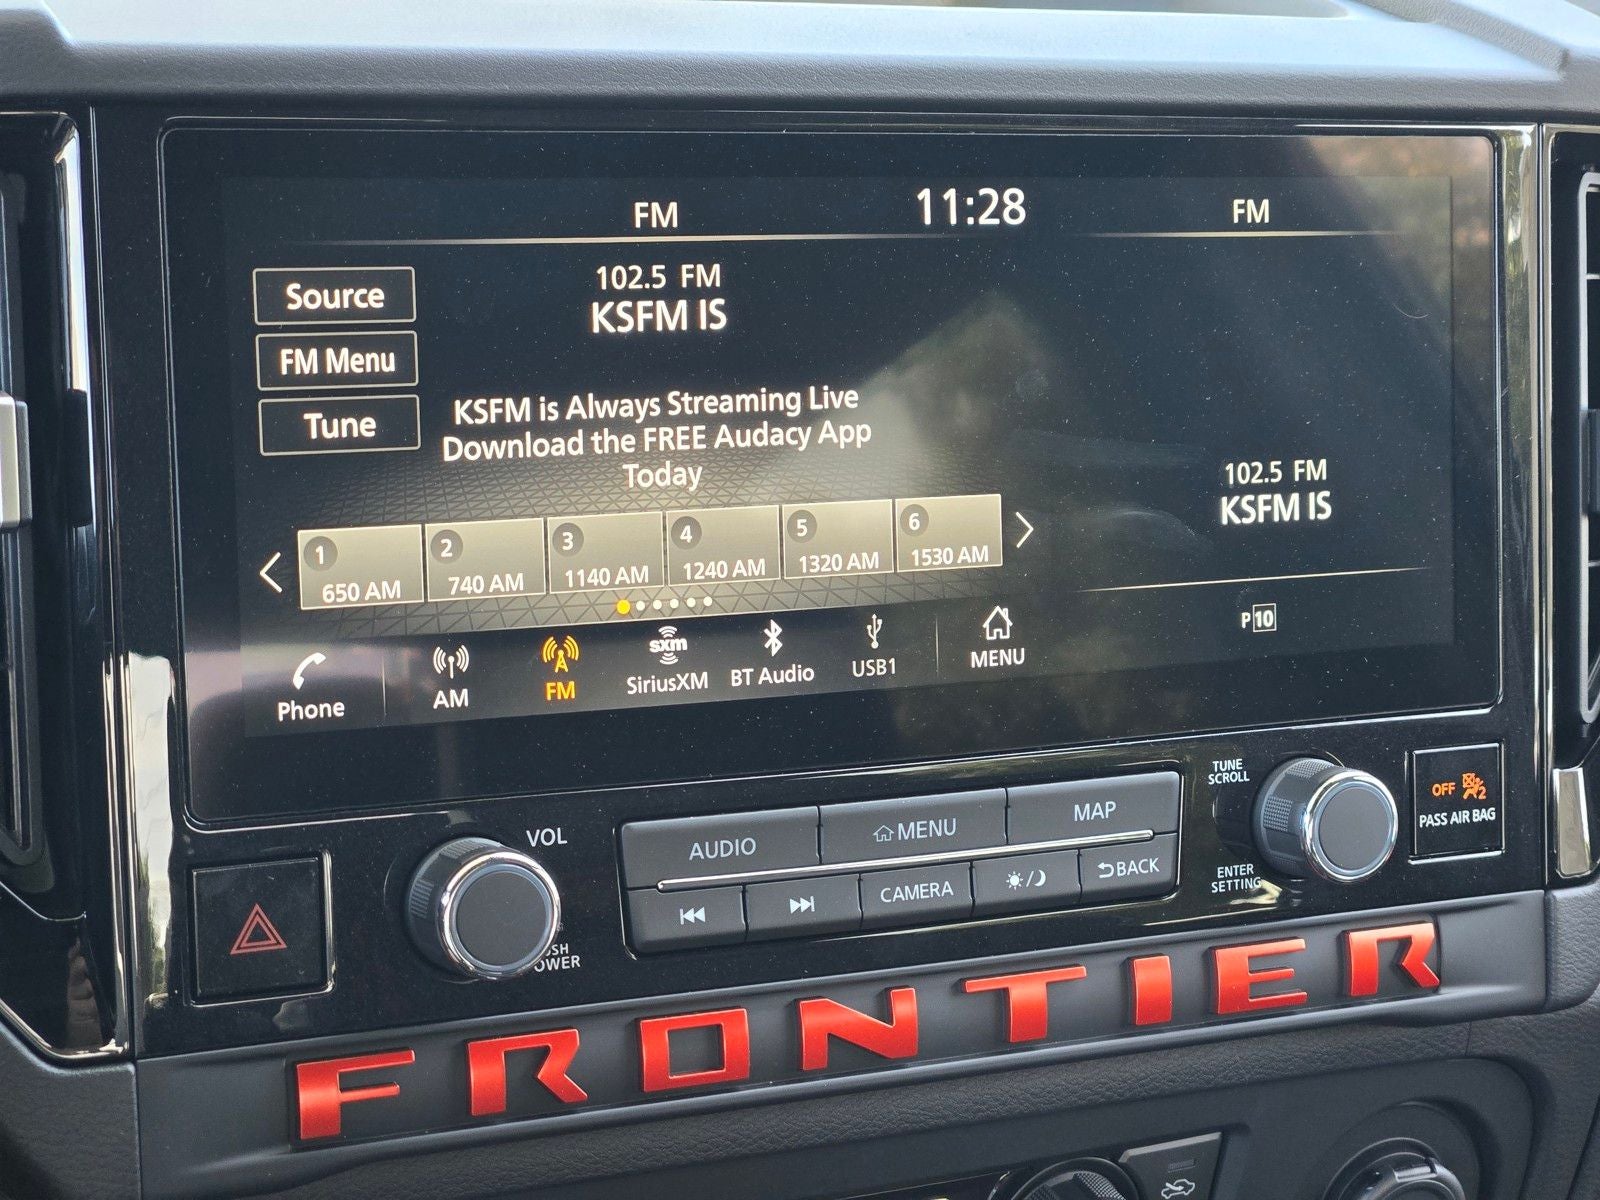 FM
11:28
FM
Source
FM Menu
Tune
102.5 FM
KSFM IS
KSFM is Always Streaming Live
Download the FREE Audacy App
Today
102.5 FM
KSFM IS
1
650 AM
2
740 AM
3
1140 AM
4
1240 AM
5
1320 AM
6
1530 AM
P 10
Phone
AM
FM
sxm
SiriusXM
BT Audio
USB1
MENU
VOL
AUDIO
MENU
MAP
CAMERA
BACK
TUNE
SCROLL
ENTER
SETTING
OFF 2
PASS AIR BAG
FRONTIER